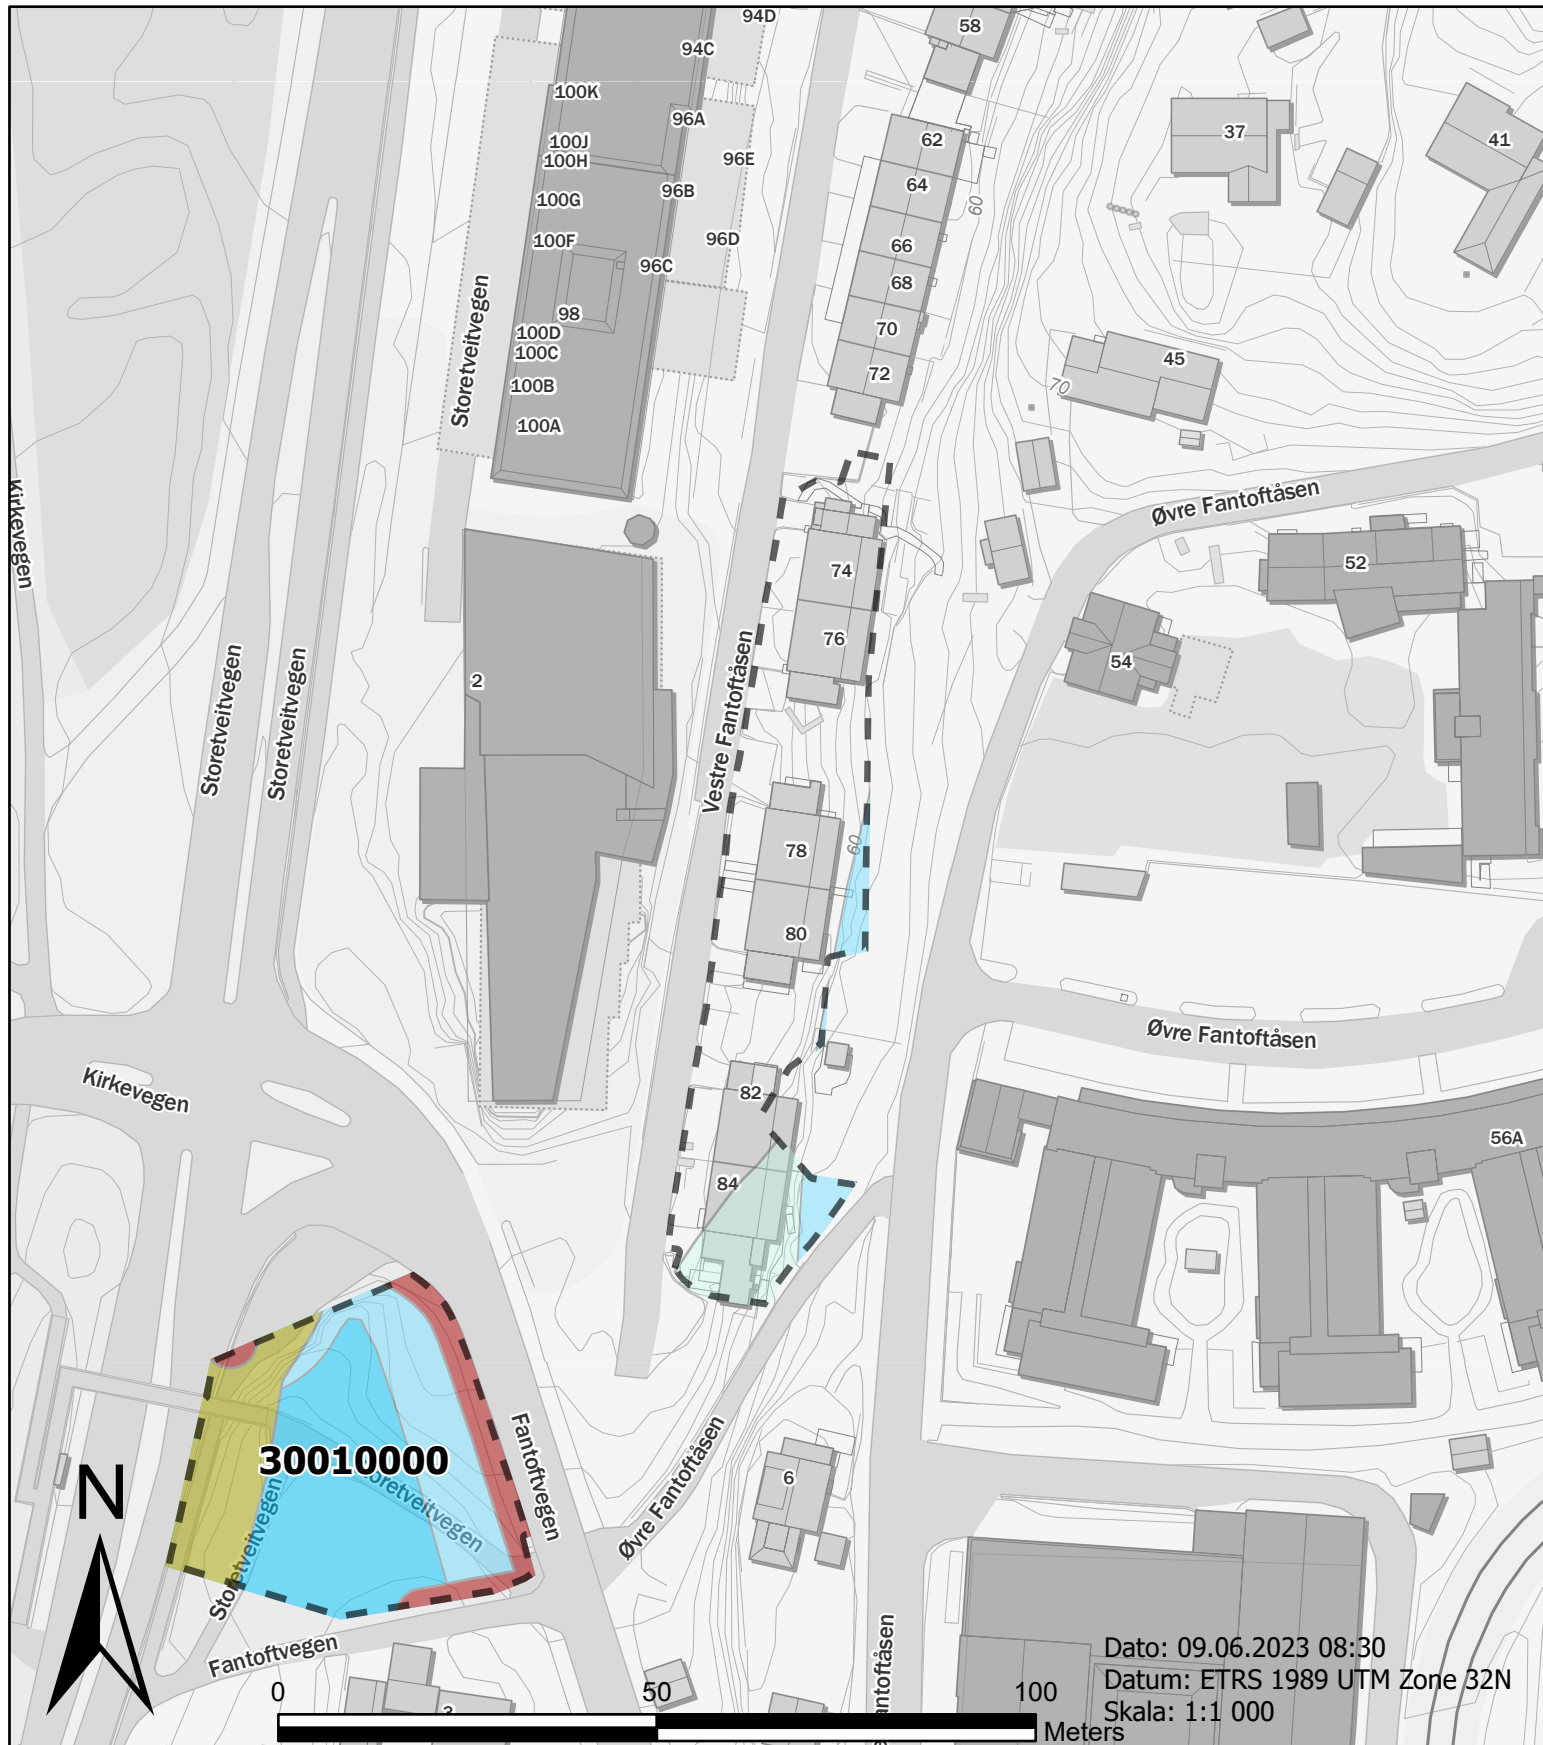 94D
58
94C
100K
96A
62
37
41
100J
100H
96E
64
96B
100G
60
100F
96D
66
96C
68
98
Storetveitvegen
100D
70
100C
45
72
100B
70
100A
Kirkevegen
Øvre Fantoftåsen
74
52
76
54
Storetveitvegen
Storetveitvegen
2
Vestre Fantoftåsen
78
60
80
Øvre Fantoftåsen
Kirkevegen
82
56A
84
30010000
Fantoftvegen
N
Storetveitvegen
Storetveitvegen
Øvre Fantoftåsen
6
Fantoftvegen
3
0
50
100
Meters
Dato: 09.06.2023 08:30
Datum: ETRS 1989 UTM Zone 32N
Skala: 1:1 000